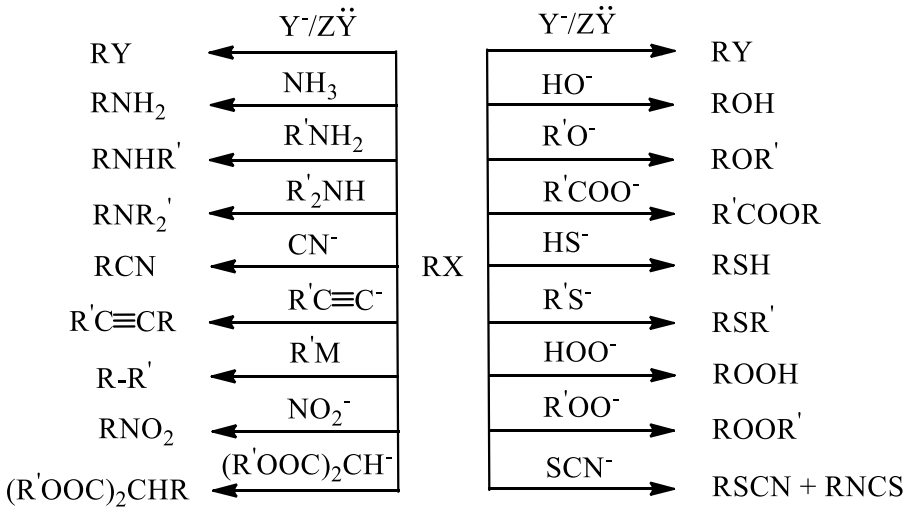 RY Y⁻/ZŸ Y⁻/ZŸ RY
RNH₂ NH₃ HO⁻ ROH
RNHR' R'NH₂ R'O⁻ ROR'
RNR₂' R'₂NH R'COO⁻ R'COOR
RCN CN⁻ RX HS⁻ RSH
R'C≡CR R'C≡C⁻ R'S⁻ RSR'
R-R' R'M HOO⁻ ROOH
RNO₂ NO₂⁻ R'OO⁻ ROOR'
(R'OOC)₂CHR (R'OOC)₂CH⁻ SCN⁻ RSCN + RNCS